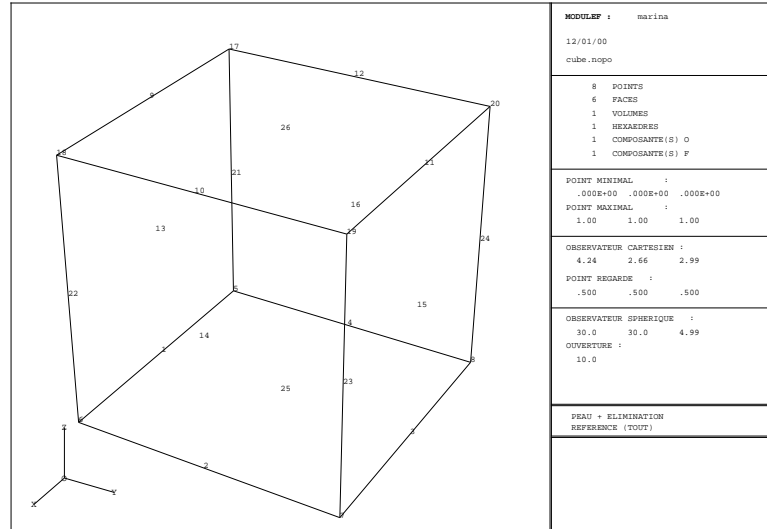 17
12
20
9
26
18
11
21
10
16
13
19
24
22
5
15
4
14
1
8
25
23
6
Z
3
2
O
Y
X
7
MODULEF : marina
12/01/00
cube.nopo
8 POINTS
6 FACES
1 VOLUMES
1 HEXAEDRES
1 COMPOSANTE(S) O
1 COMPOSANTE(S) F
POINT MINIMAL :
.000E+00 .000E+00 .000E+00
POINT MAXIMAL :
1.00 1.00 1.00
OBSERVATEUR CARTESIEN :
4.24 2.66 2.99
POINT REGARDE :
.500 .500 .500
OBSERVATEUR SPHERIQUE :
30.0 30.0 4.99
OUVERTURE :
10.0
PEAU + ELIMINATION
REFERENCE (TOUT)